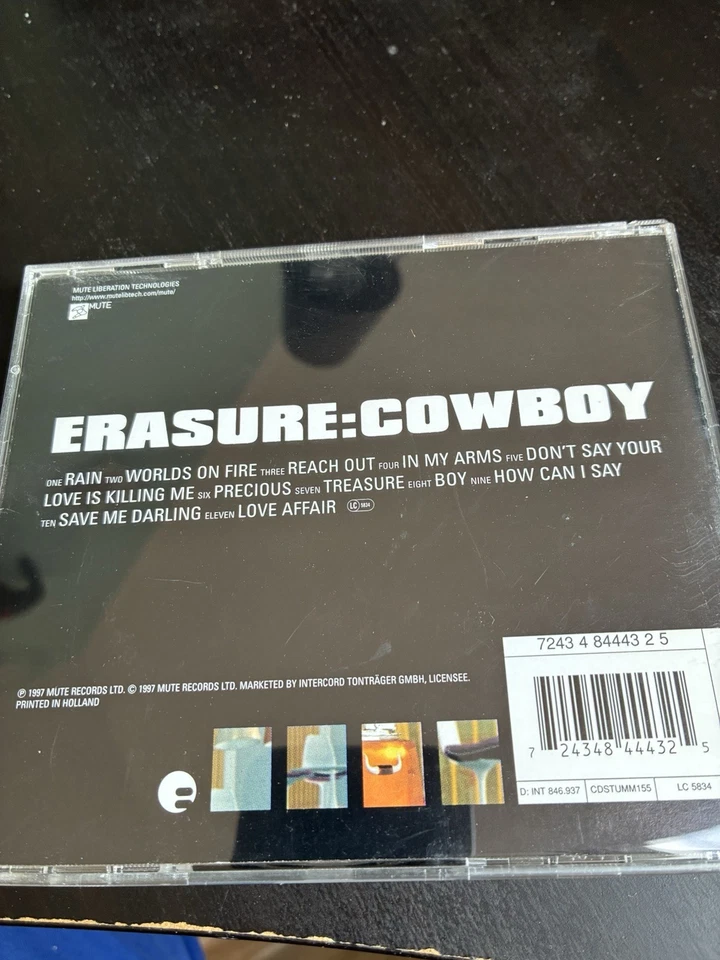 MUTE LIBERATION TECHNOLOGIES
http://www.mutelibtech.com/mute/
MUTE
ERASURE:COWBOY
ONE RAIN TWO WORLDS ON FIRE THREE REACH OUT FOUR IN MY ARMS FIVE DON'T SAY YOUR
LOVE IS KILLING ME SIX PRECIOUS SEVEN TREASURE EIGHT BOY NINE HOW CAN I SAY
TEN SAVE ME DARLING ELEVEN LOVE AFFAIR LC 5834
7243 4 84443 2 5
℗ 1997 MUTE RECORDS LTD. © 1997 MUTE RECORDS LTD. MARKETED BY INTERCORD TONTRÄGER GMBH, LICENSEE.
PRINTED IN HOLLAND
7 24348 44432 5
e
D: INT 846.937 CDSTUMM155 LC 5834